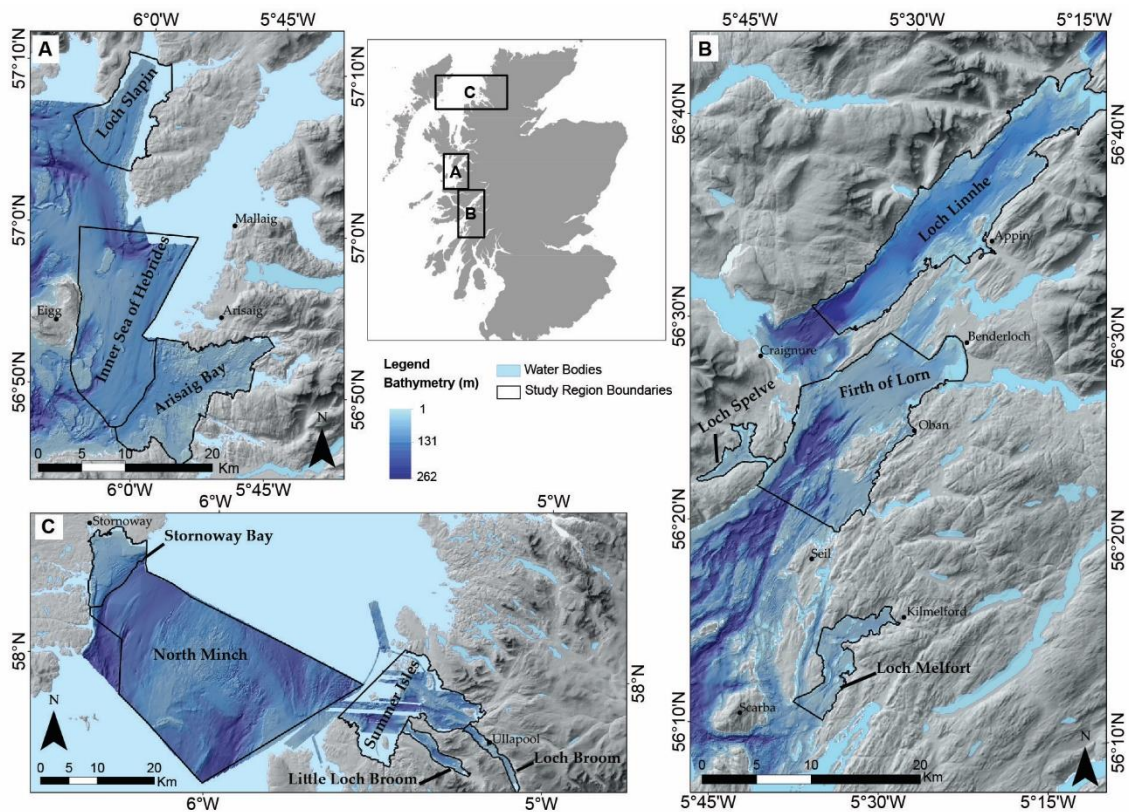 6°0'W
5°45'W
A
57°10'N
57°0'N
56°50'N
Loch Slapin
Mallaig
Inner Sea of Hebrides
Eigg
Arisaig
Arisaig Bay
N
0 5 10 20
Km
6°0'W
5°45'W
57°10'N
57°0'N
56°50'N
C
A
B
Legend
Bathymetry (m)
1
131
262
Water Bodies
Study Region Boundaries
5°45'W
5°30'W
5°15'W
B
56°40'N
56°30'N
56°20'N
56°10'N
Loch Linnhe
Appin
Craignure
Benderloch
Firth of Lorn
Loch Spelve
Oban
Seil
Kilmelford
Loch Melfort
Scarba
N
0 5 10 20
Km
56°40'N
56°30'N
56°20'N
56°10'N
5°45'W
5°30'W
5°15'W
6°W
5°W
C
Stornoway
Stornoway Bay
58°N
North Minch
Summer Isles
58°N
Ullapool
Loch Broom
Little Loch Broom
N
0 5 10 20
Km
6°W
5°W